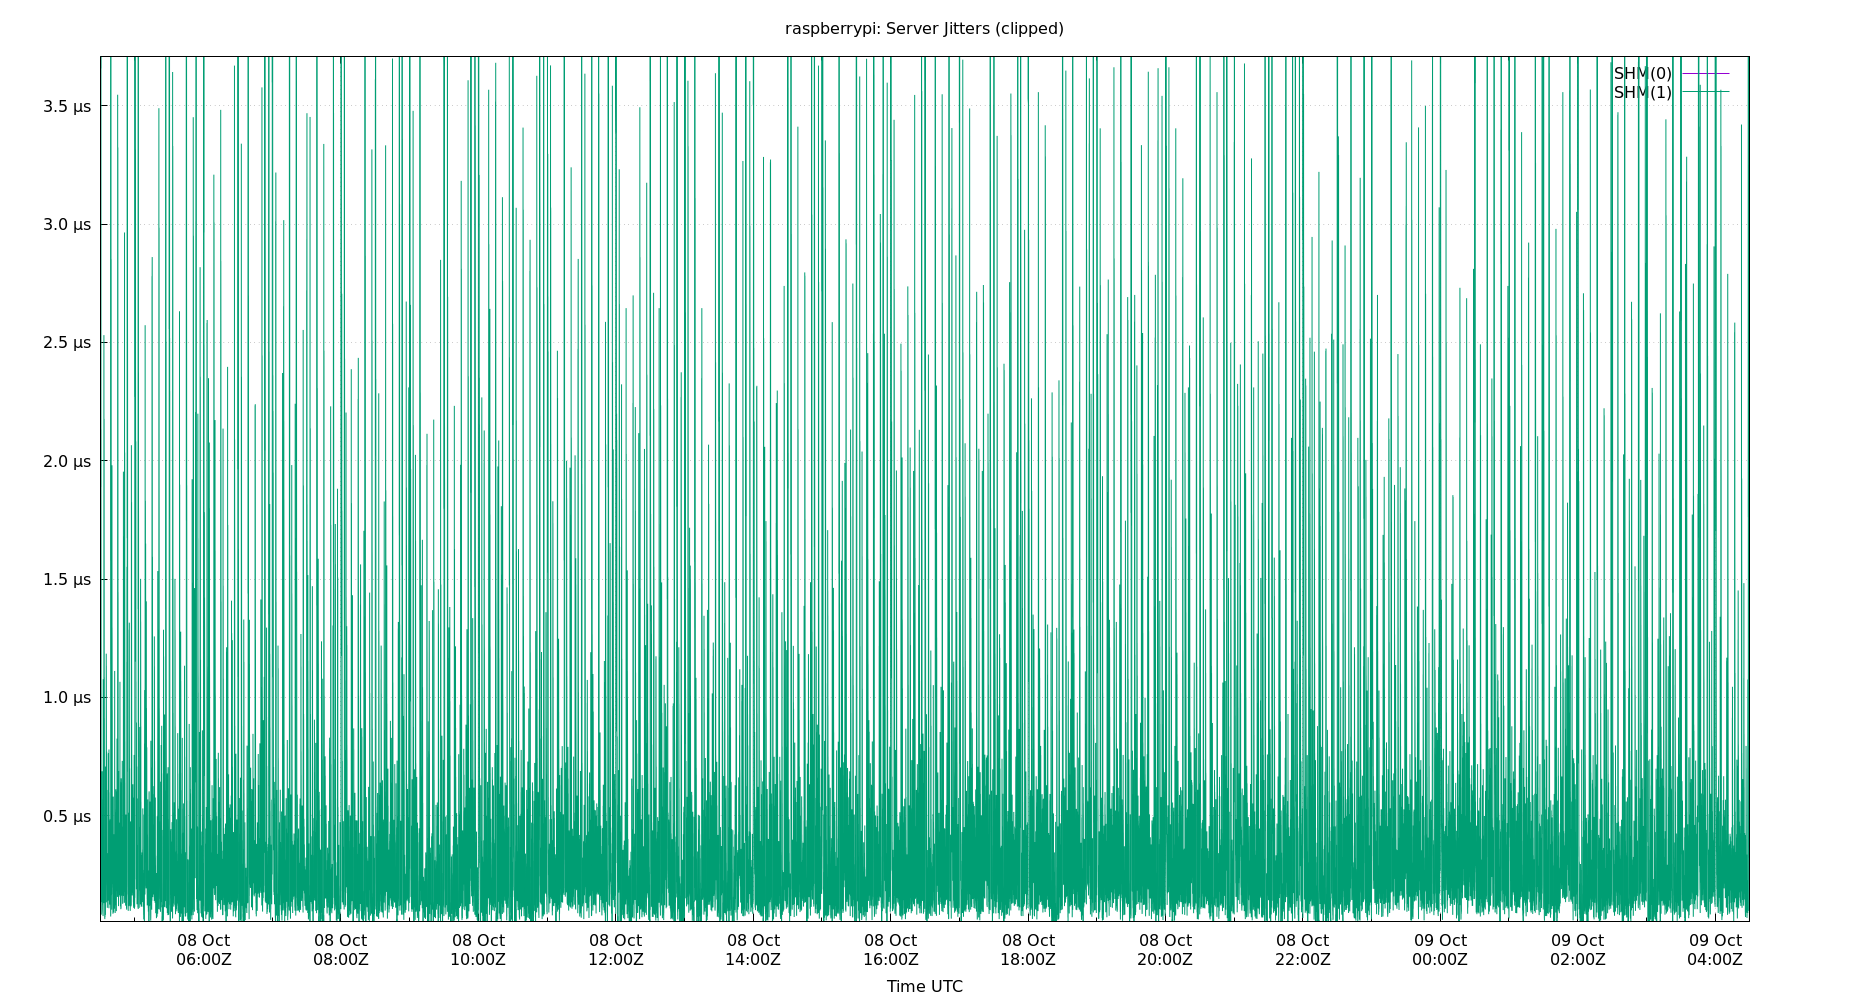 raspberrypi: Server Jitters (clipped)
SHM(0)
SHM(1)
3.5 µs
3.0 µs
2.5 µs
2.0 µs
1.5 µs
1.0 µs
0.5 µs
08 Oct 08 Oct 08 Oct 08 Oct 08 Oct 08 Oct 08 Oct 08 Oct 08 Oct 09 Oct 09 Oct 09 Oct
06:00Z 08:00Z 10:00Z 12:00Z 14:00Z 16:00Z 18:00Z 20:00Z 22:00Z 00:00Z 02:00Z 04:00Z
Time UTC